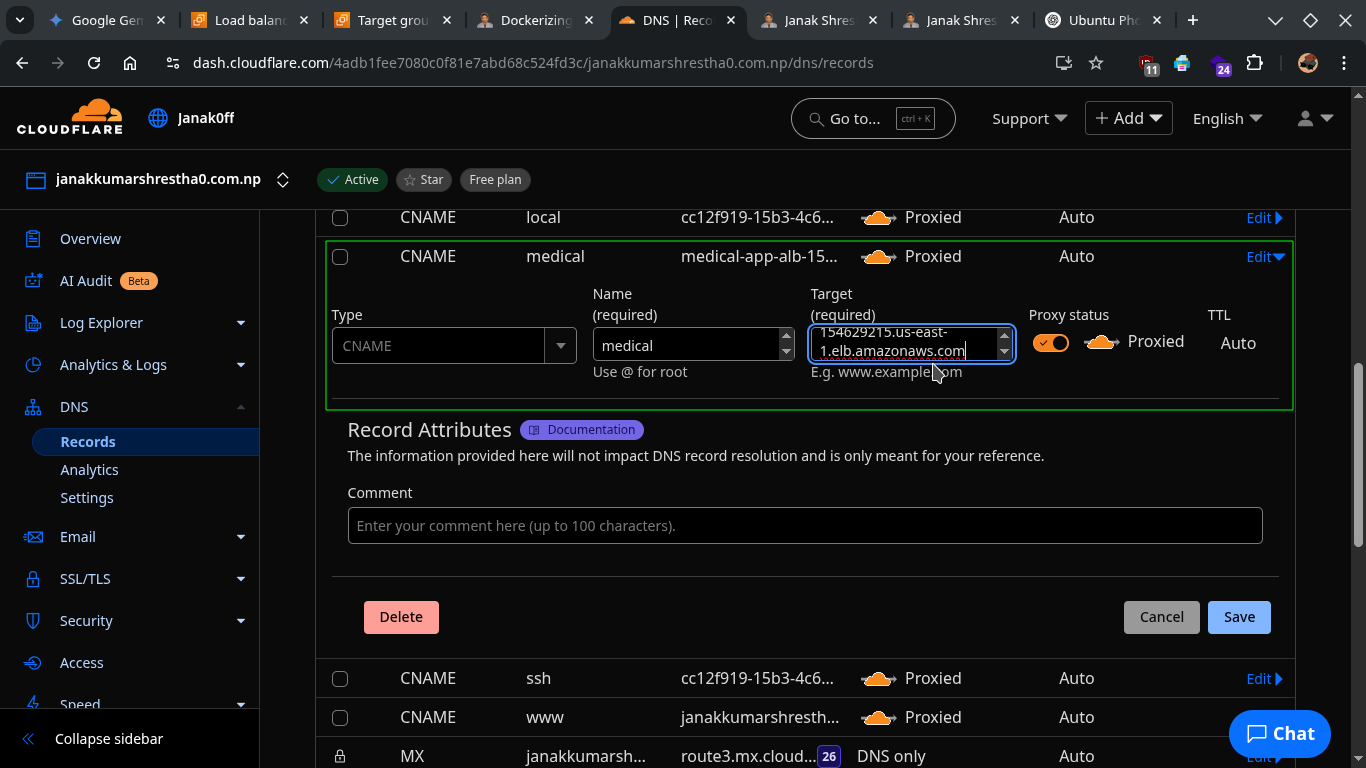 Google Gen
Load balanc
Target grou
Dockerizing
DNS | Reco
Janak Shres
Janak Shres
Ubuntu Pho
dash.cloudflare.com/4adb1fee7080c0f81e7abd68c524fd3c/janakkumarshrestha0.com.np/dns/records
11
24
CLOUDFLARE
Janak0ff
Go to...
ctrl + K
Support
+ Add
English
janakkumarshrestha0.com.np
Active
Star
Free plan
Overview
AI Audit Beta
Log Explorer
Analytics & Logs
DNS
Records
Analytics
Settings
Email
SSL/TLS
Security
Access
Speed
Collapse sidebar
CNAME local cc12f919-15b3-4c6... Proxied Auto Edit
CNAME medical medical-app-alb-15... Proxied Auto Edit
Type
Name
(required)
Target
(required)
Proxy status
TTL
CNAME
medical
154629215.us-east-
1.elb.amazonaws.com
Proxied
Auto
Use @ for root
E.g. www.example.com
Record Attributes
Documentation
The information provided here will not impact DNS record resolution and is only meant for your reference.
Comment
Enter your comment here (up to 100 characters).
Delete
Cancel
Save
CNAME ssh cc12f919-15b3-4c6... Proxied Auto Edit
CNAME www janakkumarshresth... Proxied Auto
MX janakkumarsh... route3.mx.cloud... 26 DNS only Auto Edit
Chat